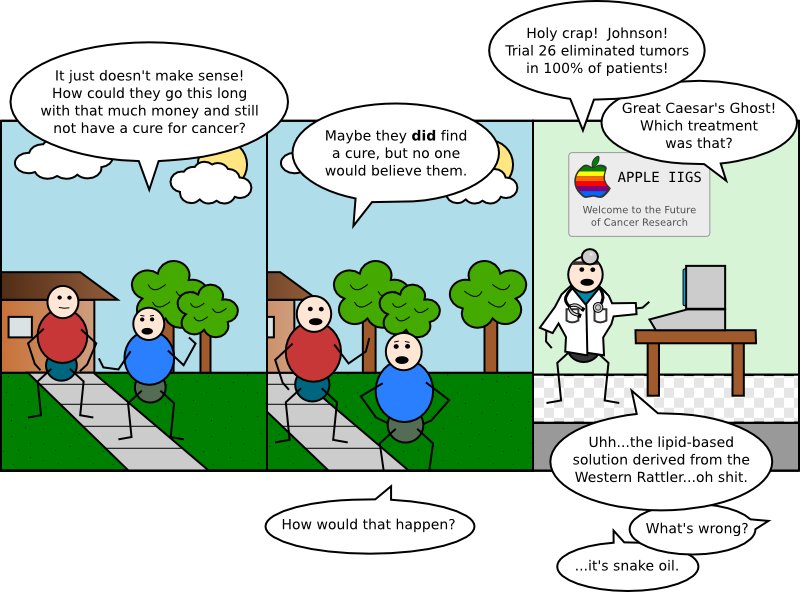 It just doesn't make sense!
How could they go this long
with that much money and still
not have a cure for cancer?
Maybe they did find
a cure, but no one
would believe them.
How would that happen?
Holy crap!  Johnson!
Trial 26 eliminated tumors
in 100% of patients!
Great Caesar's Ghost!
Which treatment
was that?
APPLE IIGS
Welcome to the Future
of Cancer Research
Uhh...the lipid-based
solution derived from the
Western Rattler...oh shit.
What's wrong?
...it's snake oil.